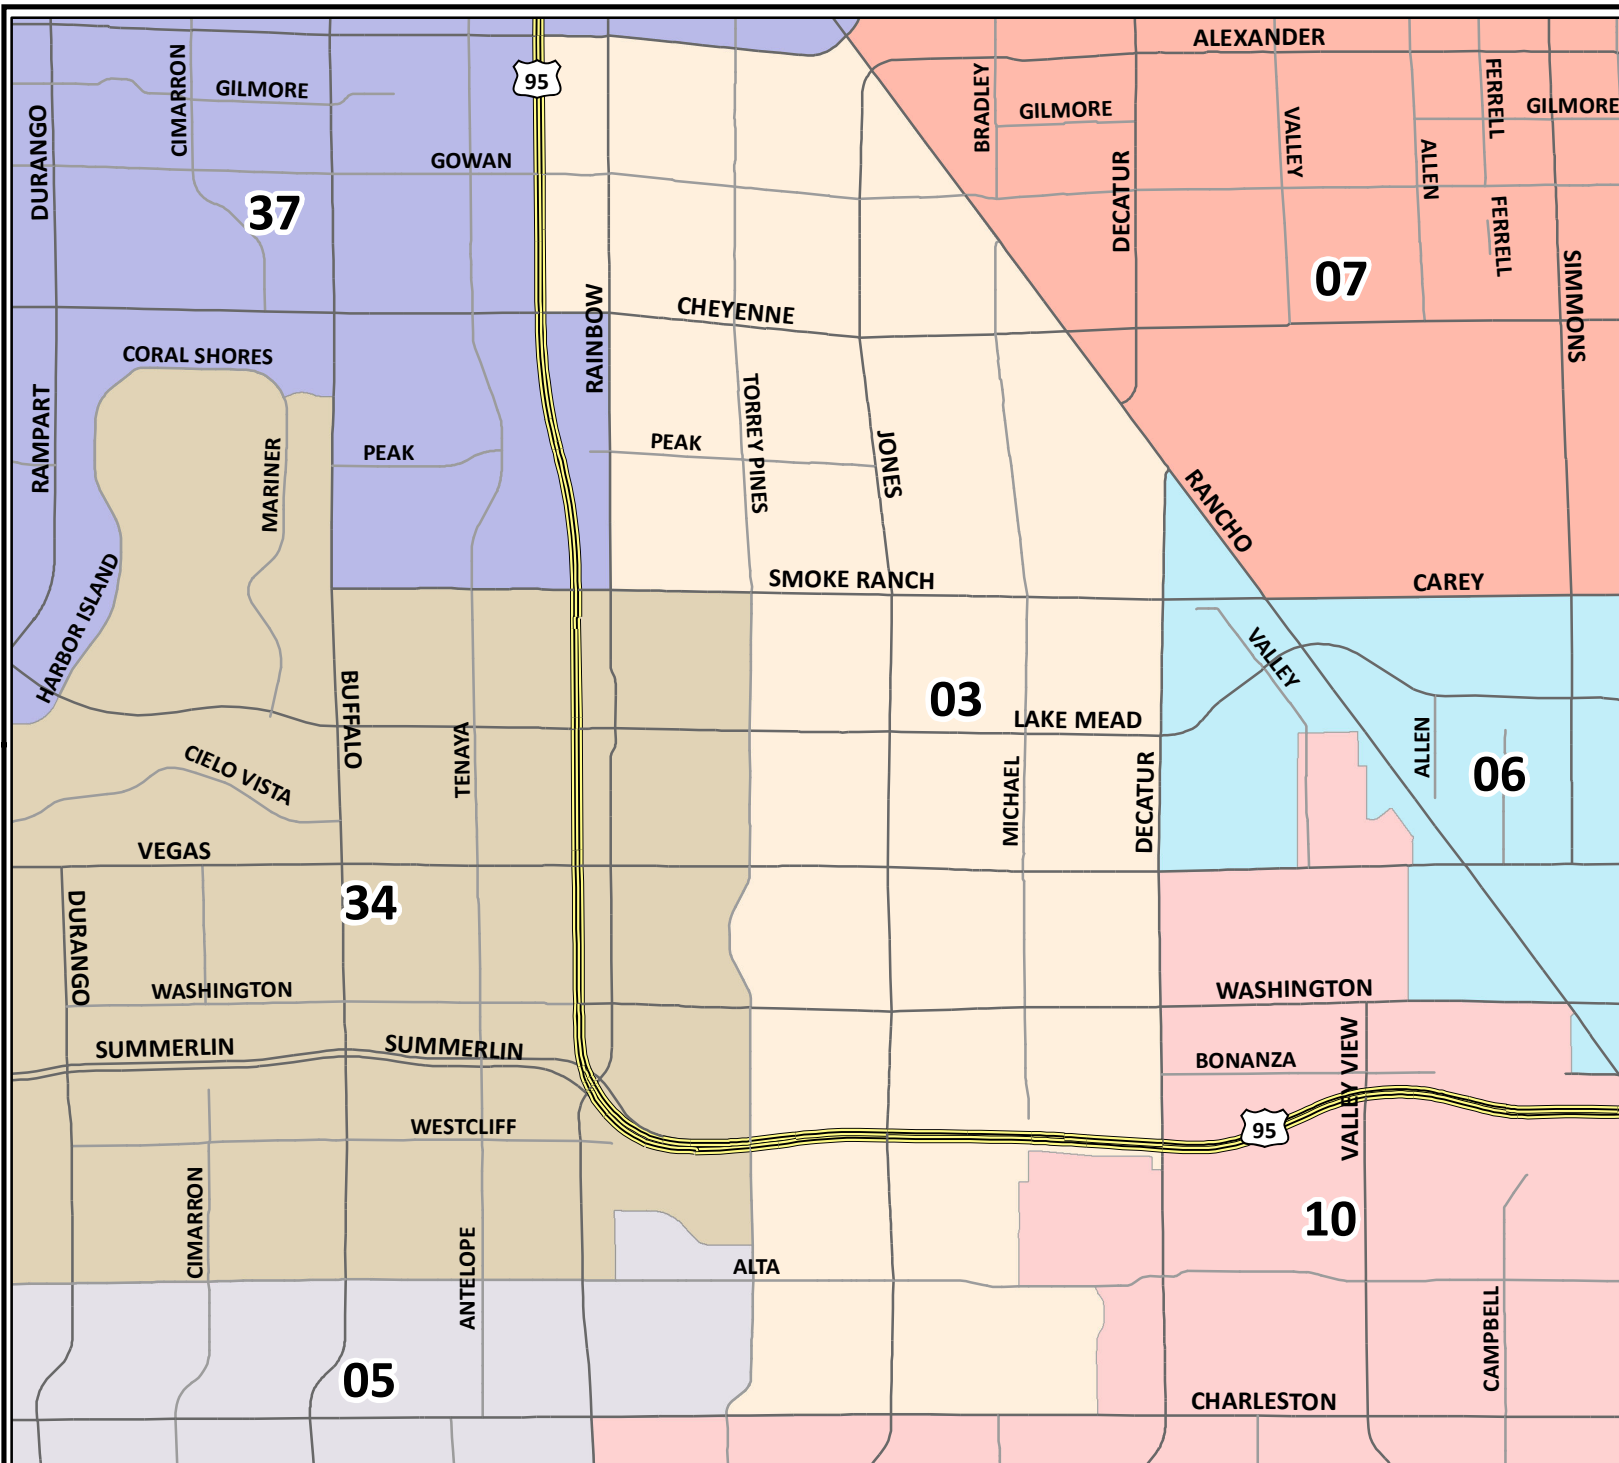 ALEXANDER
95
GILMORE
CIMARRON
DURANGO
BRADLEY
GILMORE
FERRELL
GILMORE
VALLEY
GOWAN
DECATUR
ALLEN
37
FERRELL
07
SIMMONS
RAINBOW
CHEYENNE
CORAL SHORES
RAMPART
MARINER
PEAK
PEAK
TORREY PINES
JONES
RANCHO
SMOKE RANCH
CAREY
HARBOR ISLAND
VALLEY
BUFFALO
03
LAKE MEAD
TENAYA
CIELO VISTA
MICHAEL
DECATUR
ALLEN
06
VEGAS
34
DURANGO
WASHINGTON
WASHINGTON
SUMMERLIN
SUMMERLIN
BONANZA
VALLEY VIEW
WESTCLIFF
95
CIMARRON
10
ANTELOPE
ALTA
CAMPBELL
05
CHARLESTON